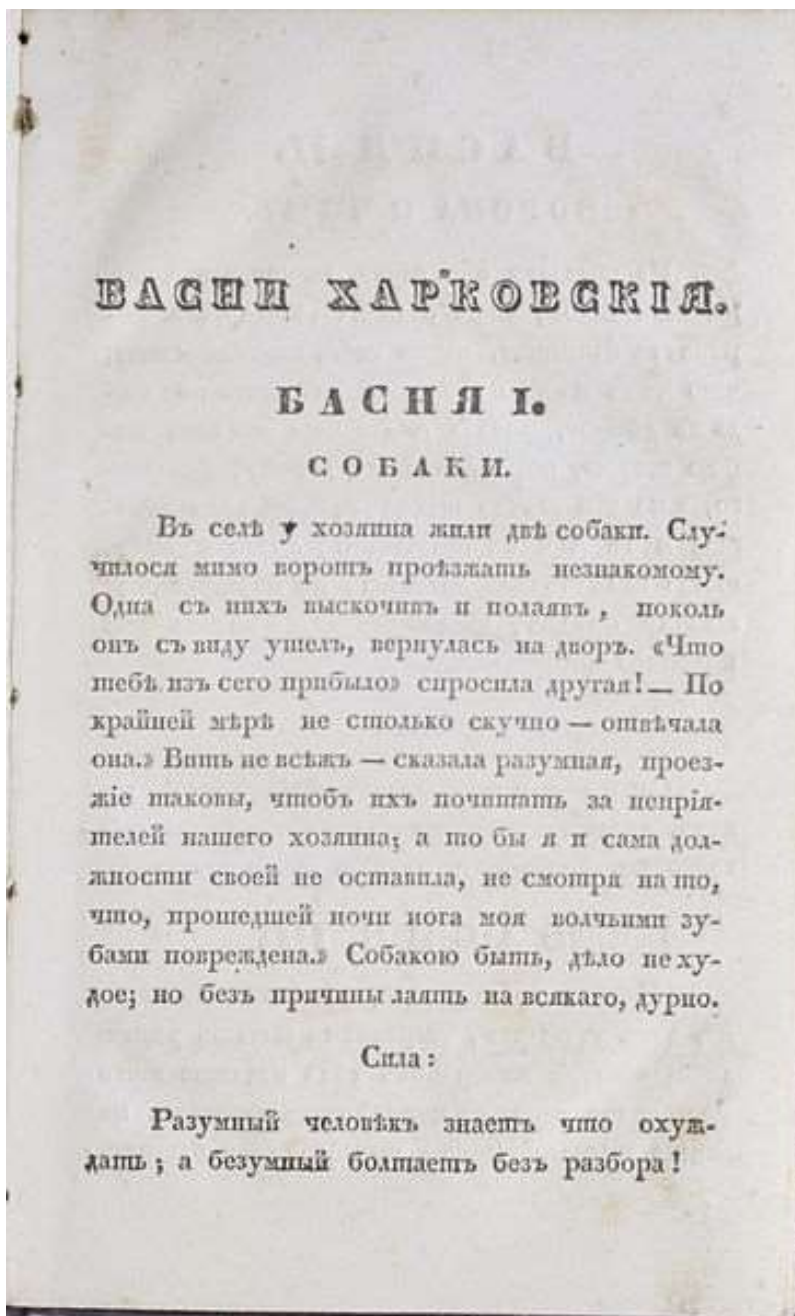 БАСНИ ХАРЬКОВСКІЯ.
БАСНЯ I.
СОБАКИ.
Въ селѣ у хозяина жили двѣ собаки. Слу-
чилося мимо воротъ проѣзжать незнакомому.
Одна съ нихъ выскочивъ и полаявъ, поколь
онъ съ виду ушелъ, вернулась на дворъ. «Что
тебѣ изъ сего прибыло» спросила другая!— По
крайней мѣрѣ не столько скучно — отвѣчала
она.» Вить не всѣжъ — сказала разумная, проез-
жіе таковы, чтобъ ихъ почитать за непрія-
телей нашего хозяина; а то бы я и сама дол-
жности своей не оставила, не смотря на то,
что, прошедшей ночи нога моя волчьими зу-
бами повреждена.» Собакою быть, дѣло не ху-
дое; но безъ причины лаять на всякаго, дурно.
Сила:
Разумный человѣкъ знаетъ что охуж-
дать; а безумный болтаетъ безъ разбора!